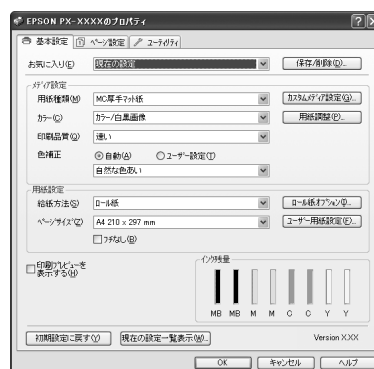 EPSON PX-XXXXのプロパティ
基本設定 ページ設定 ユーティリティ
お気に入り(E) 現在の設定 保存/削除(D)...
メディア設定
用紙種類(M) MC厚手マット紙 カスタムメディア設定(G)...
カラー(C) カラー/白黒画像 用紙調整(P)...
印刷品質(Q) 速い
色補正 自動(A) ユーザー設定(T)
自然な色あい
用紙設定
給紙方法(S) ロール紙 ロール紙オプション(I)...
ページサイズ(Z) A4 210 x 297 mm ユーザー用紙設定(F)...
フチなし(B)
印刷プレビューを
表示する(H)
インク残量
MB MB M M C C Y Y
初期設定に戻す(Y) 現在の設定一覧表示(W)... Version X.XX
OK キャンセル ヘルプ